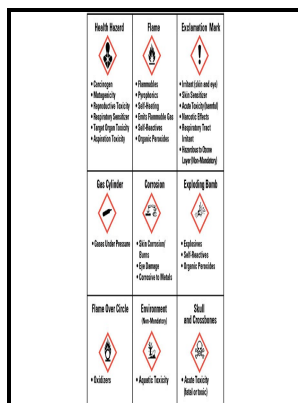 Health Hazard
• Carcinogen
• Mutagenicity
• Reproductive Toxicity
• Respiratory Sensitizer
• Target Organ Toxicity
• Aspiration Toxicity
Flame
• Flammables
• Pyrophorics
• Self-Heating
• Emits Flammable Gas
• Self-Reactives
• Organic Peroxides
Exclamation Mark
• Irritant (skin and eye)
• Skin Sensitizer
• Acute Toxicity (harmful)
• Narcotic Effects
• Respiratory Tract
Irritant
• Hazardous to Ozone
Layer (Non-Mandatory)
Gas Cylinder
• Gases Under Pressure
Corrosion
• Skin Corrosion/
Burns
• Eye Damage
• Corrosive to Metals
Exploding Bomb
• Explosives
• Self-Reactives
• Organic Peroxides
Flame Over Circle
• Oxidizers
Environment
(Non-Mandatory)
• Aquatic Toxicity
Skull
and Crossbones
• Acute Toxicity
(fatal or toxic)